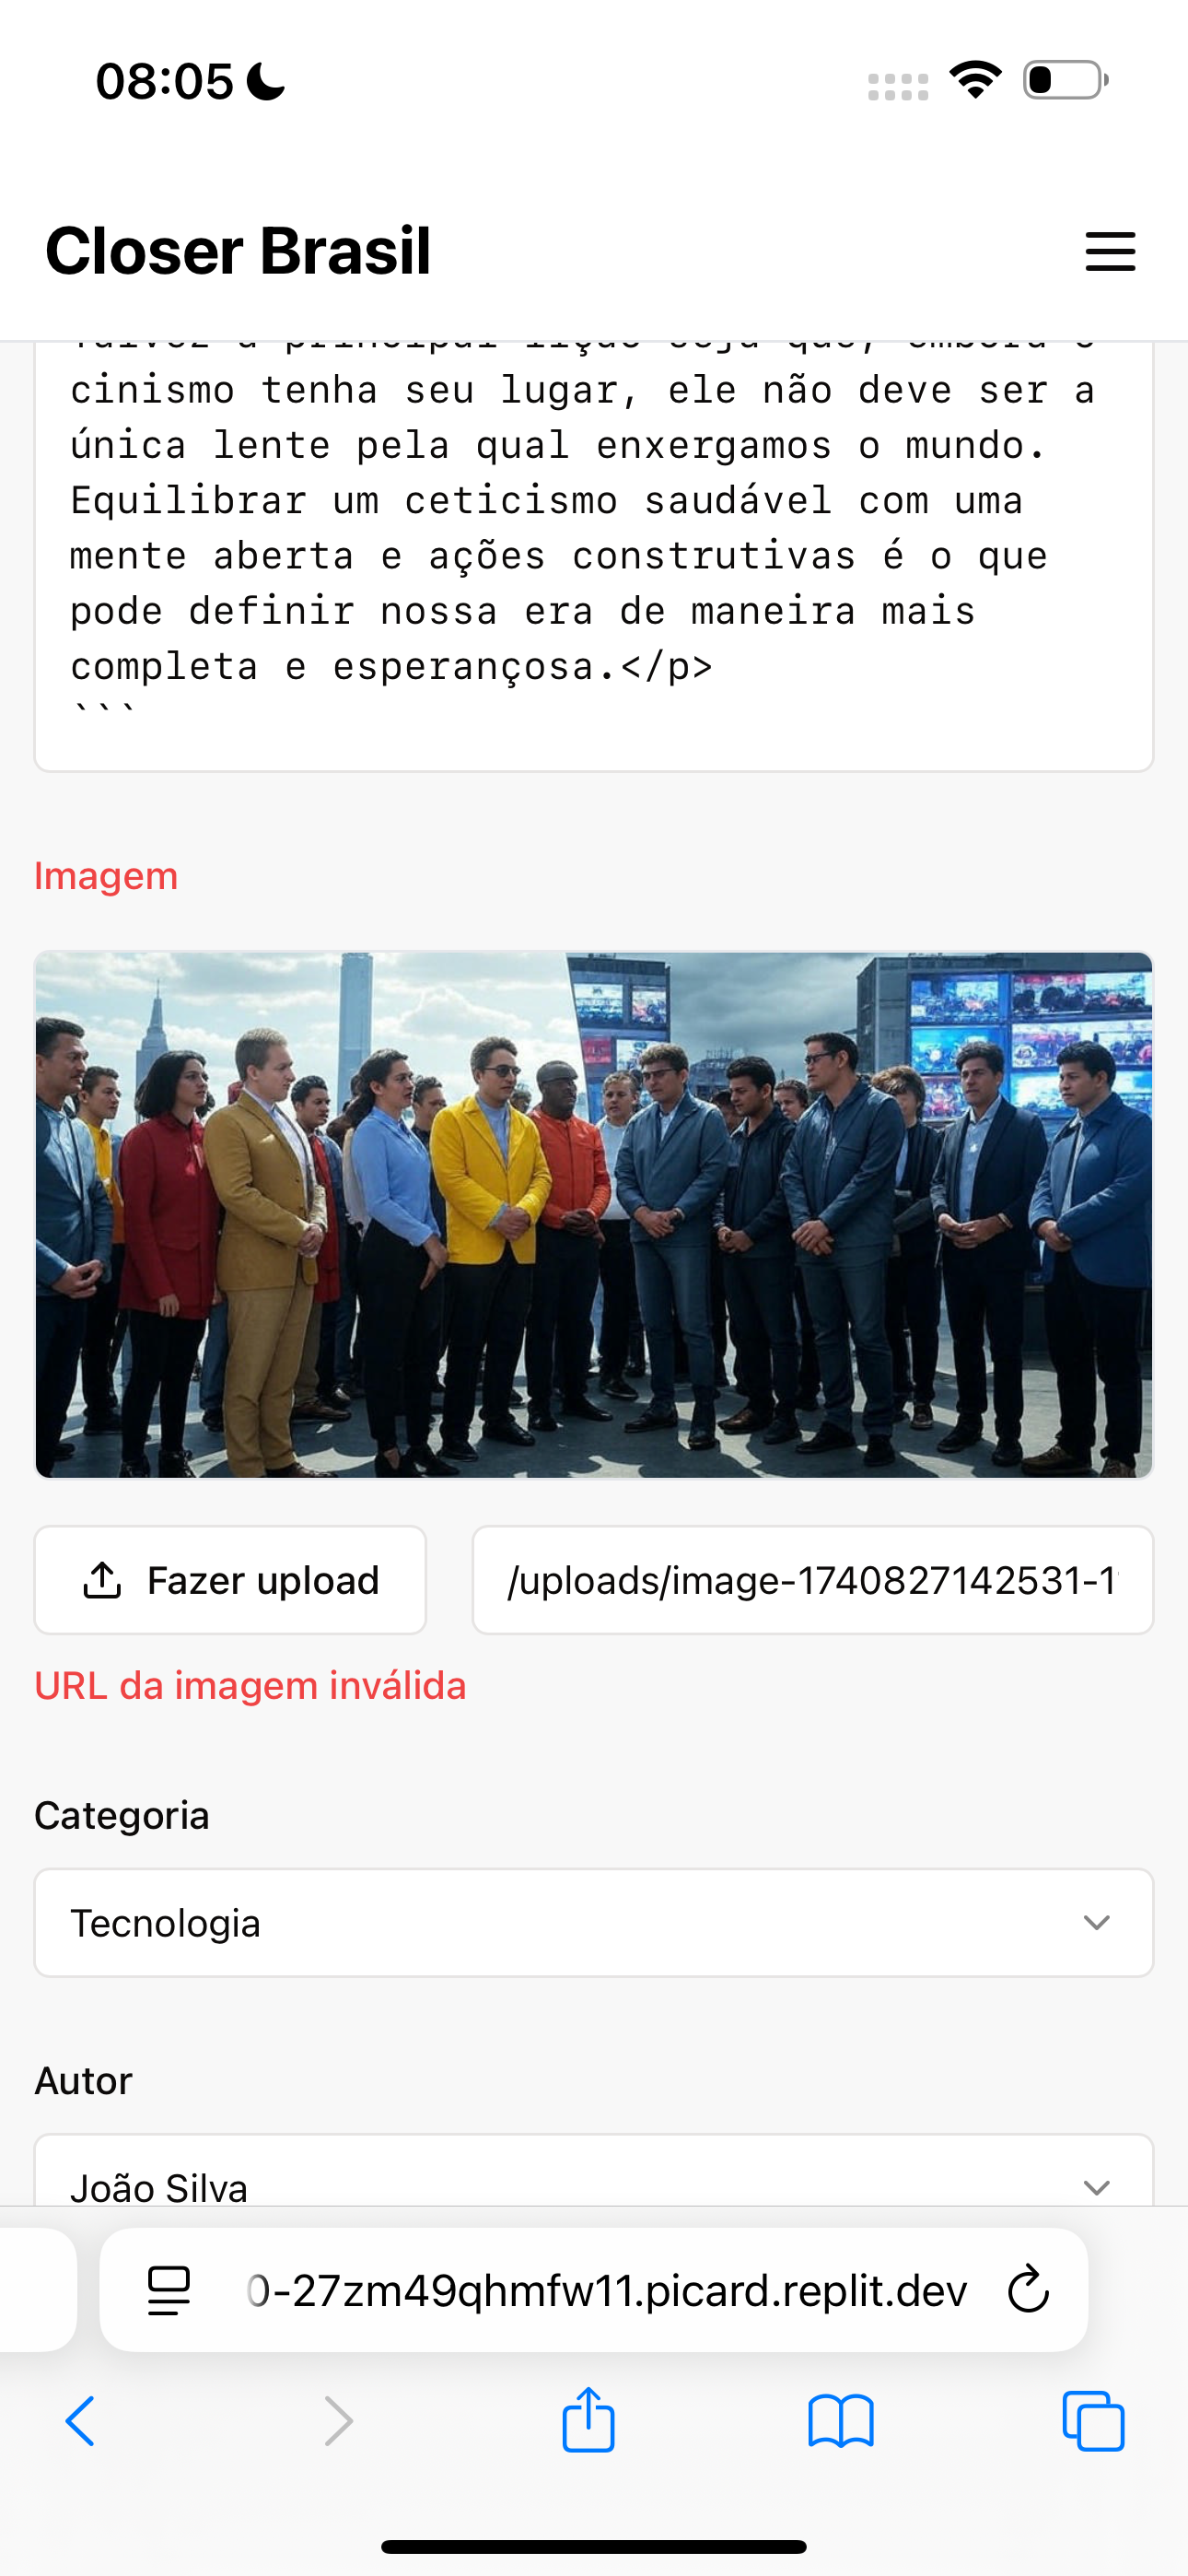 08:05
Closer Brasil
cinismo tenha seu lugar, ele não deve ser a
única lente pela qual enxergamos o mundo.
Equilibrar um ceticismo saudável com uma
mente aberta e ações construtivas é o que
pode definir nossa era de maneira mais
completa e esperançosa.</p>
```
Imagem
Fazer upload
/uploads/image-1740827142531-1
URL da imagem inválida
Categoria
Tecnologia
Autor
João Silva
0-27zm49qhmfw11.picard.replit.dev